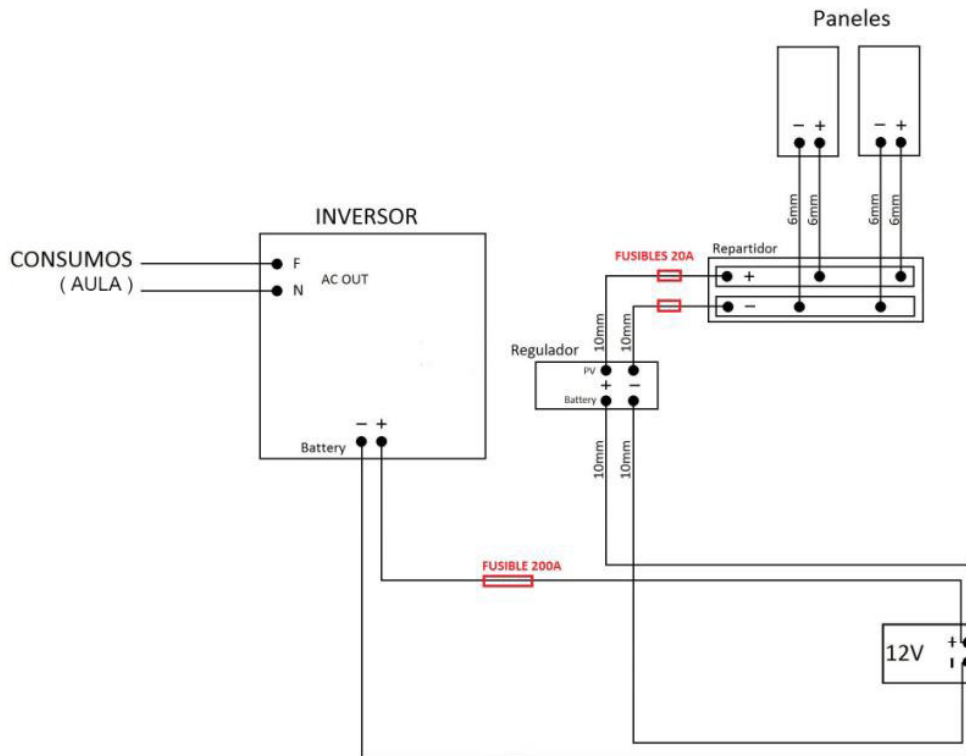 Paneles
− + − +
6mm 6mm 6mm 6mm
INVERSOR
CONSUMOS
( AULA )
F
N
AC OUT
Repartidor
FUSIBLES 20A
+
−
10mm 10mm
Regulador
PV
+ −
Battery
− +
Battery
10mm 10mm
FUSIBLE 200A
12V
+
−